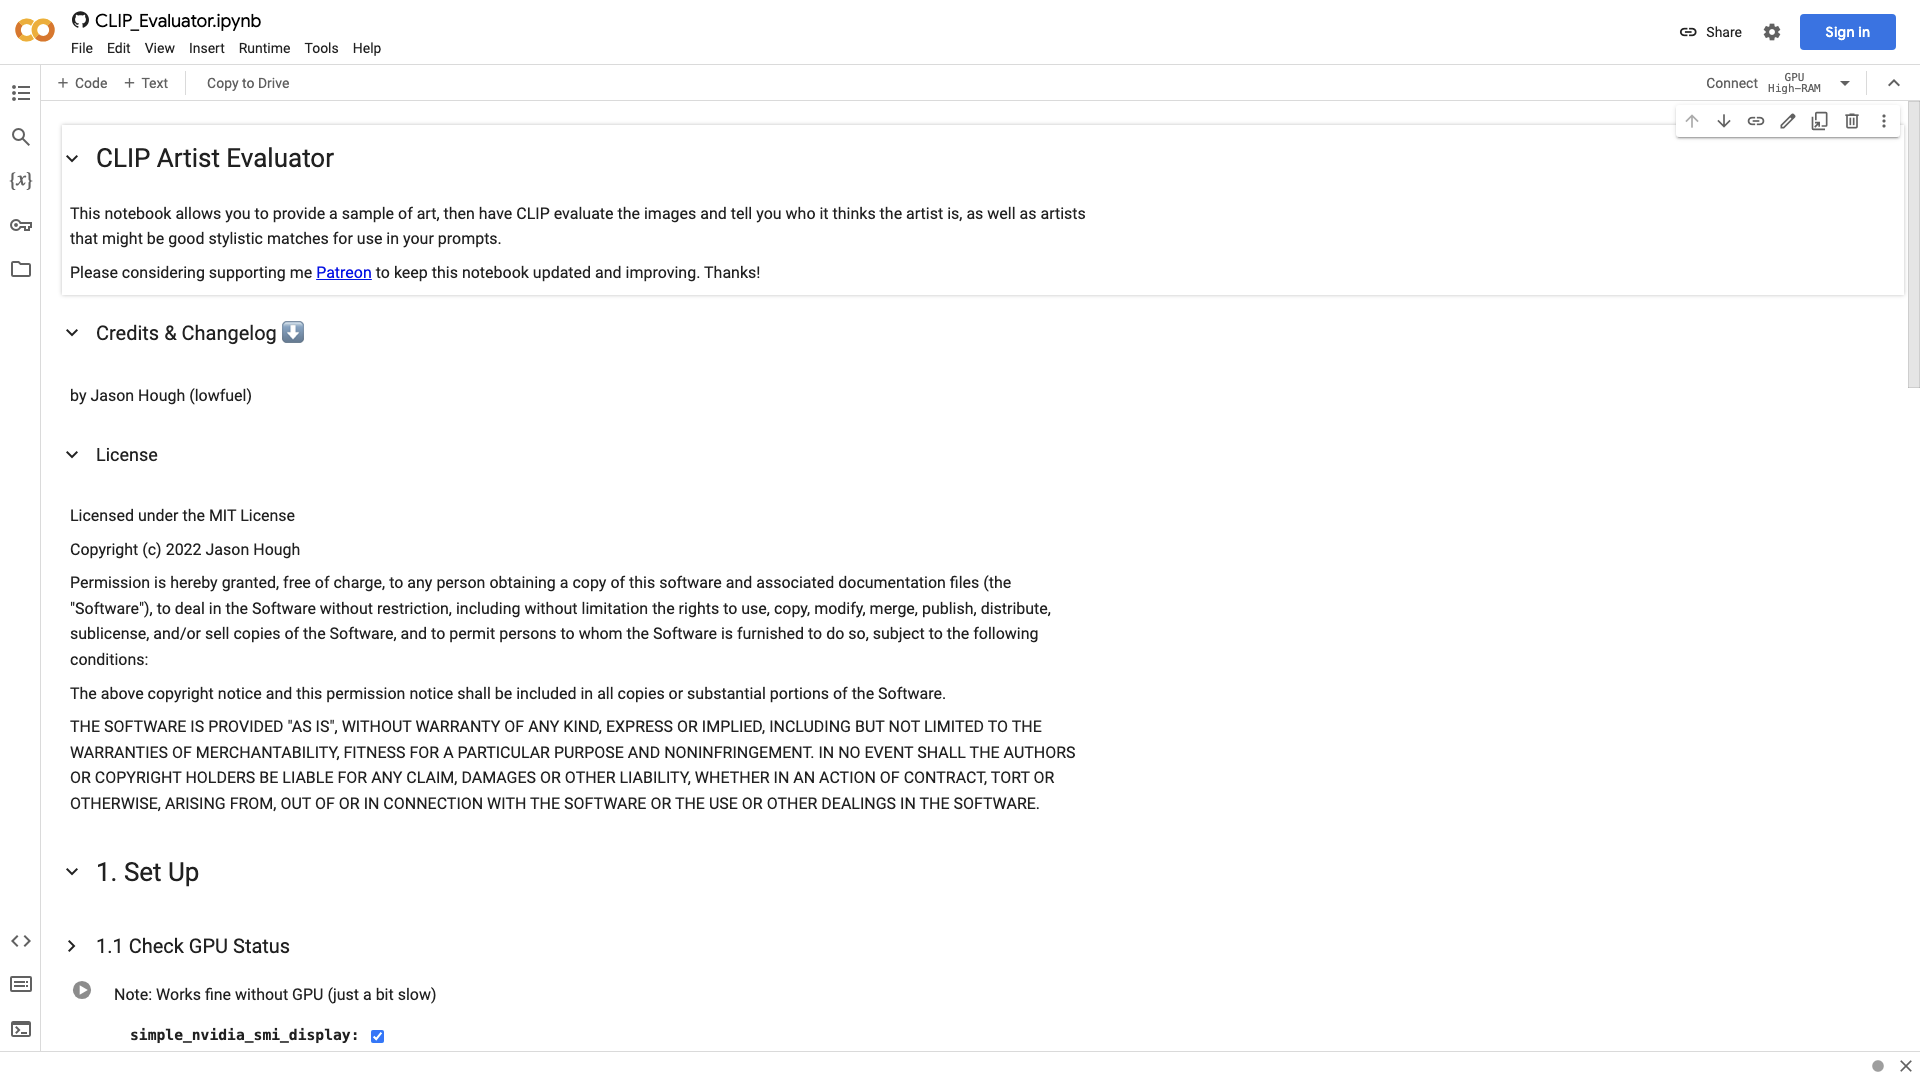 CLIP_Evaluator.ipynb
File Edit View Insert Runtime Tools Help
Share
Sign in
+ Code + Text Copy to Drive
Connect GPU High-RAM
CLIP Artist Evaluator
This notebook allows you to provide a sample of art, then have CLIP evaluate the images and tell you who it thinks the artist is, as well as artists
that might be good stylistic matches for use in your prompts.
Please considering supporting me Patreon to keep this notebook updated and improving. Thanks!
Credits & Changelog ⬇️
by Jason Hough (lowfuel)
License
Licensed under the MIT License
Copyright (c) 2022 Jason Hough
Permission is hereby granted, free of charge, to any person obtaining a copy of this software and associated documentation files (the
"Software"), to deal in the Software without restriction, including without limitation the rights to use, copy, modify, merge, publish, distribute,
sublicense, and/or sell copies of the Software, and to permit persons to whom the Software is furnished to do so, subject to the following
conditions:
The above copyright notice and this permission notice shall be included in all copies or substantial portions of the Software.
THE SOFTWARE IS PROVIDED "AS IS", WITHOUT WARRANTY OF ANY KIND, EXPRESS OR IMPLIED, INCLUDING BUT NOT LIMITED TO THE
WARRANTIES OF MERCHANTABILITY, FITNESS FOR A PARTICULAR PURPOSE AND NONINFRINGEMENT. IN NO EVENT SHALL THE AUTHORS
OR COPYRIGHT HOLDERS BE LIABLE FOR ANY CLAIM, DAMAGES OR OTHER LIABILITY, WHETHER IN AN ACTION OF CONTRACT, TORT OR
OTHERWISE, ARISING FROM, OUT OF OR IN CONNECTION WITH THE SOFTWARE OR THE USE OR OTHER DEALINGS IN THE SOFTWARE.
1. Set Up
1.1 Check GPU Status
Note: Works fine without GPU (just a bit slow)
simple_nvidia_smi_display: